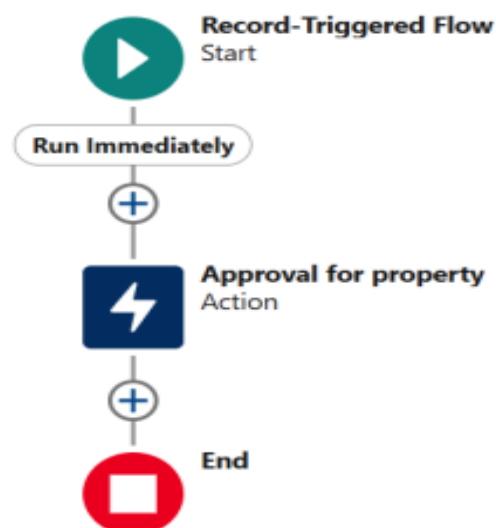 Record-Triggered Flow
Start
Run Immediately
Approval for property
Action
End